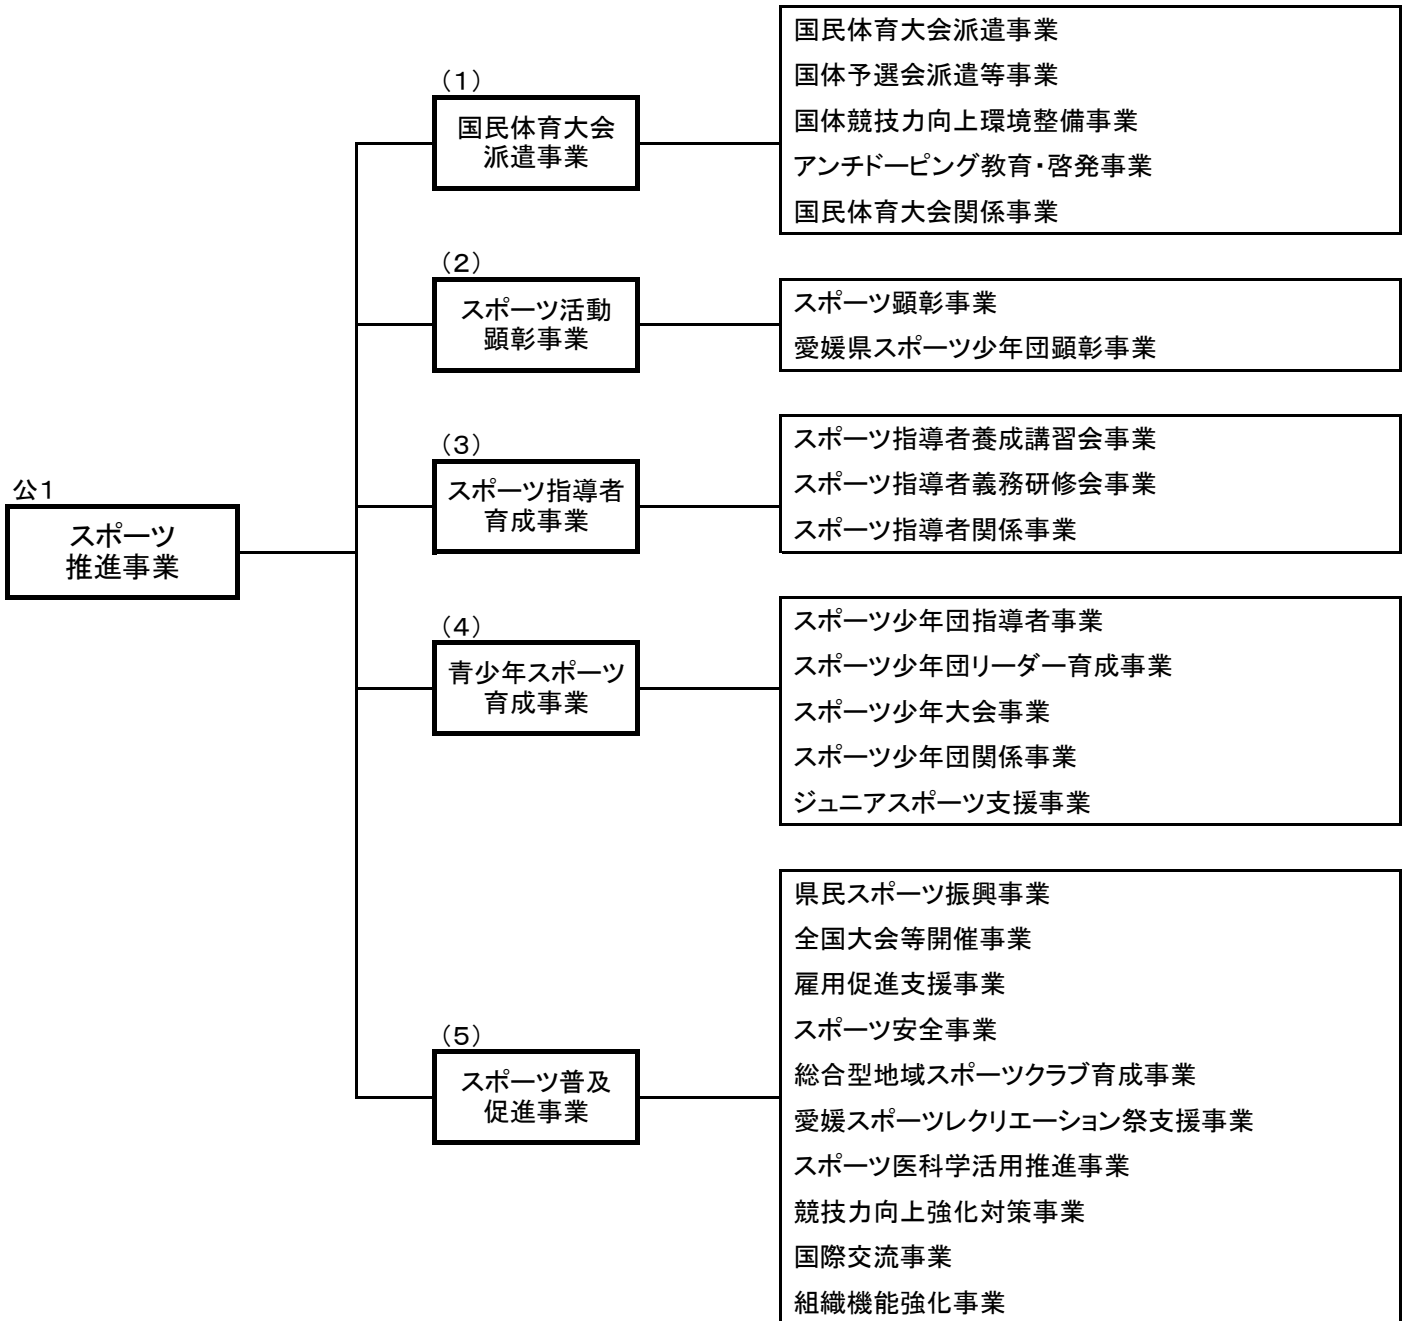 公1
スポーツ
推進事業
(1)
国民体育大会
派遣事業
国民体育大会派遣事業
国体予選会派遣等事業
国体競技力向上環境整備事業
アンチドーピング教育・啓発事業
国民体育大会関係事業
(2)
スポーツ活動
顕彰事業
スポーツ顕彰事業
愛媛県スポーツ少年団顕彰事業
(3)
スポーツ指導者
育成事業
スポーツ指導者養成講習会事業
スポーツ指導者義務研修会事業
スポーツ指導者関係事業
(4)
青少年スポーツ
育成事業
スポーツ少年団指導者事業
スポーツ少年団リーダー育成事業
スポーツ少年大会事業
スポーツ少年団関係事業
ジュニアスポーツ支援事業
(5)
スポーツ普及
促進事業
県民スポーツ振興事業
全国大会等開催事業
雇用促進支援事業
スポーツ安全事業
総合型地域スポーツクラブ育成事業
愛媛スポーツレクリエーション祭支援事業
スポーツ医科学活用推進事業
競技力向上強化対策事業
国際交流事業
組織機能強化事業